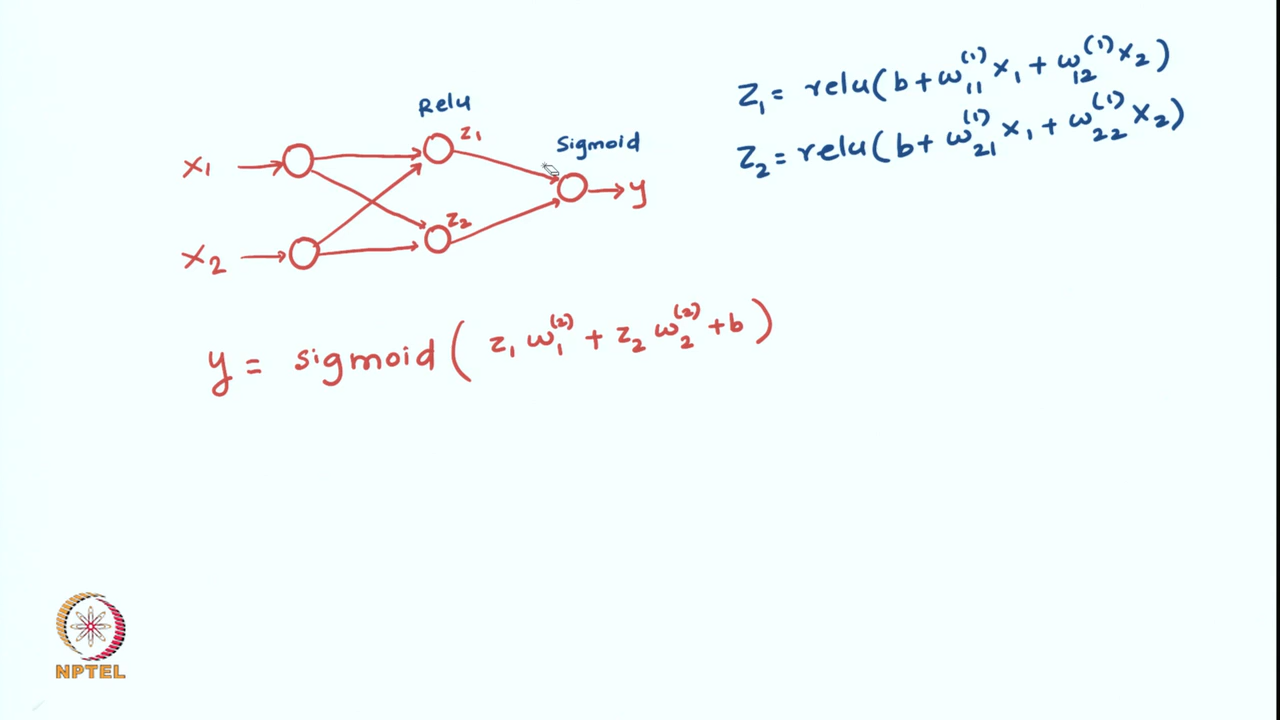 Relu
z₁
Sigmoid
x₁
y
z₂
x₂
z₁ = relu(b + ω₁₁⁽¹⁾ x₁ + ω₁₂⁽¹⁾ x₂)
z₂ = relu(b + ω₂₁⁽¹⁾ x₁ + ω₂₂⁽¹⁾ x₂)
y = sigmoid ( z₁ ω₁⁽²⁾ + z₂ ω₂⁽²⁾ + b )
NPTEL